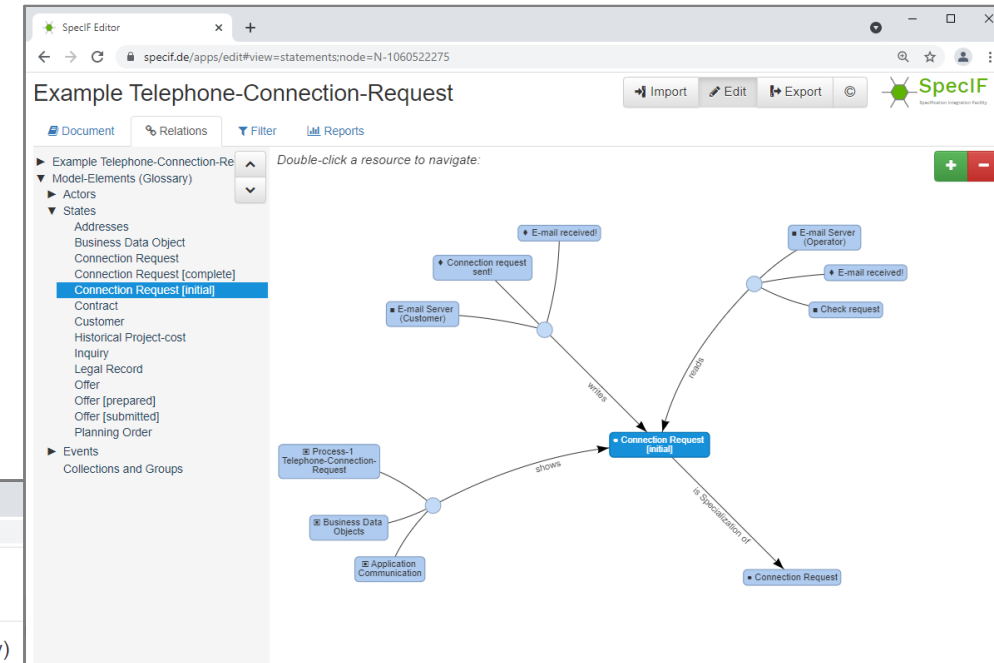 SpecIF Editor
specif.de/apps/edit#view=statements;node=N-1060522275
Example Telephone-Connection-Request
Import
Edit
Export
©
SpecIF
Specification Integration Facility
Document
Relations
Filter
Reports
Example Telephone-Connection-Re
Model-Elements (Glossary)
Actors
States
Addresses
Business Data Object
Connection Request
Connection Request [complete]
Connection Request [initial]
Contract
Customer
Historical Project-cost
Inquiry
Legal Record
Offer
Offer [prepared]
Offer [submitted]
Planning Order
Events
Collections and Groups
Double-click a resource to navigate:
E-mail received!
Connection request
sent!
E-mail Server
(Customer)
writes
E-mail Server
(Operator)
E-mail received!
Check request
reads
Connection Request
[initial]
Process-1
Telephone-Connection-
Request
Business Data
Objects
Application
Communication
shows
is Specialization of
Connection Request